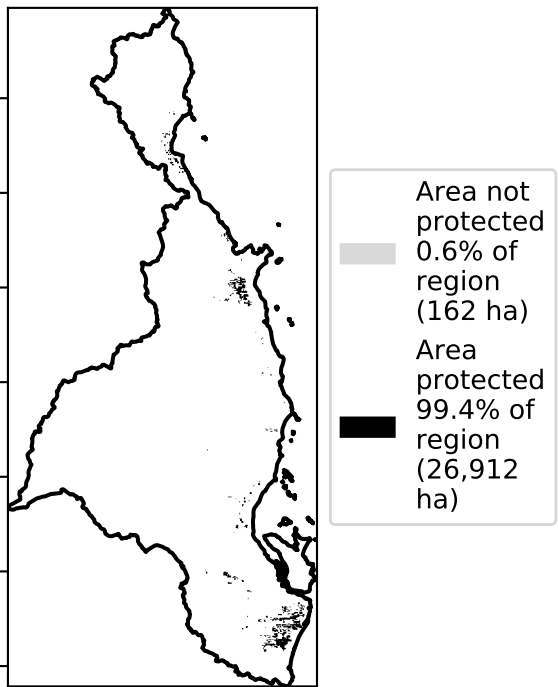 Area not
protected
0.6% of
region
(162 ha)
Area
protected
99.4% of
region
(26,912
ha)